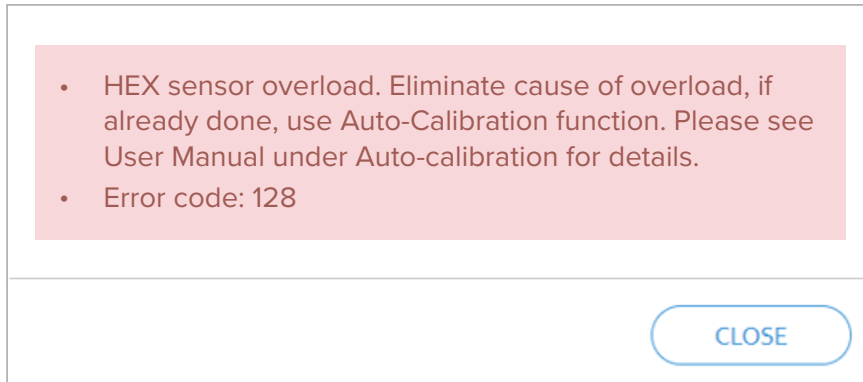 • HEX sensor overload. Eliminate cause of overload, if
already done, use Auto-Calibration function. Please see
User Manual under Auto-calibration for details.
• Error code: 128
CLOSE